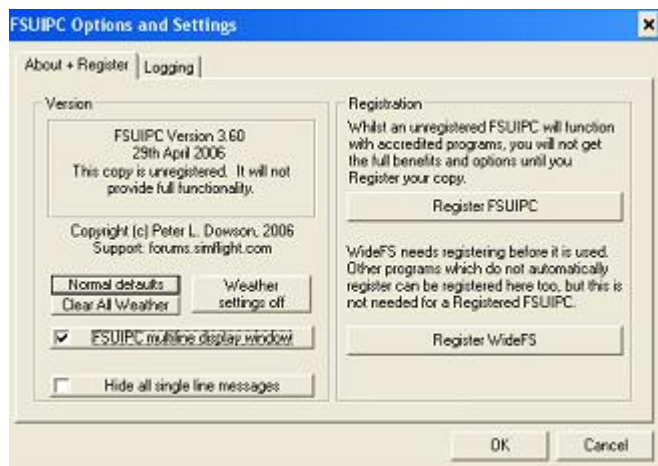 FSUIPC Options and Settings
About + Register
Logging
Version
FSUIPC Version 3.60
29th April 2006
This copy is unregistered. It will not
provide full functionality.
Copyright (c) Peter L. Dowson, 2006
Support: forums.simflight.com
Normal defaults
Clear All Weather
Weather
settings off
FSUIPC multiline display window
Hide all single line messages
Registration
Whilst an unregistered FSUIPC will function
with accredited programs, you will not get
the full benefits and options until you
Register your copy.
Register FSUIPC
WideFS needs registering before it is used.
Other programs which do not automatically
register can be registered here too, but this is
not needed for a Registered FSUIPC.
Register WideFS
OK
Cancel